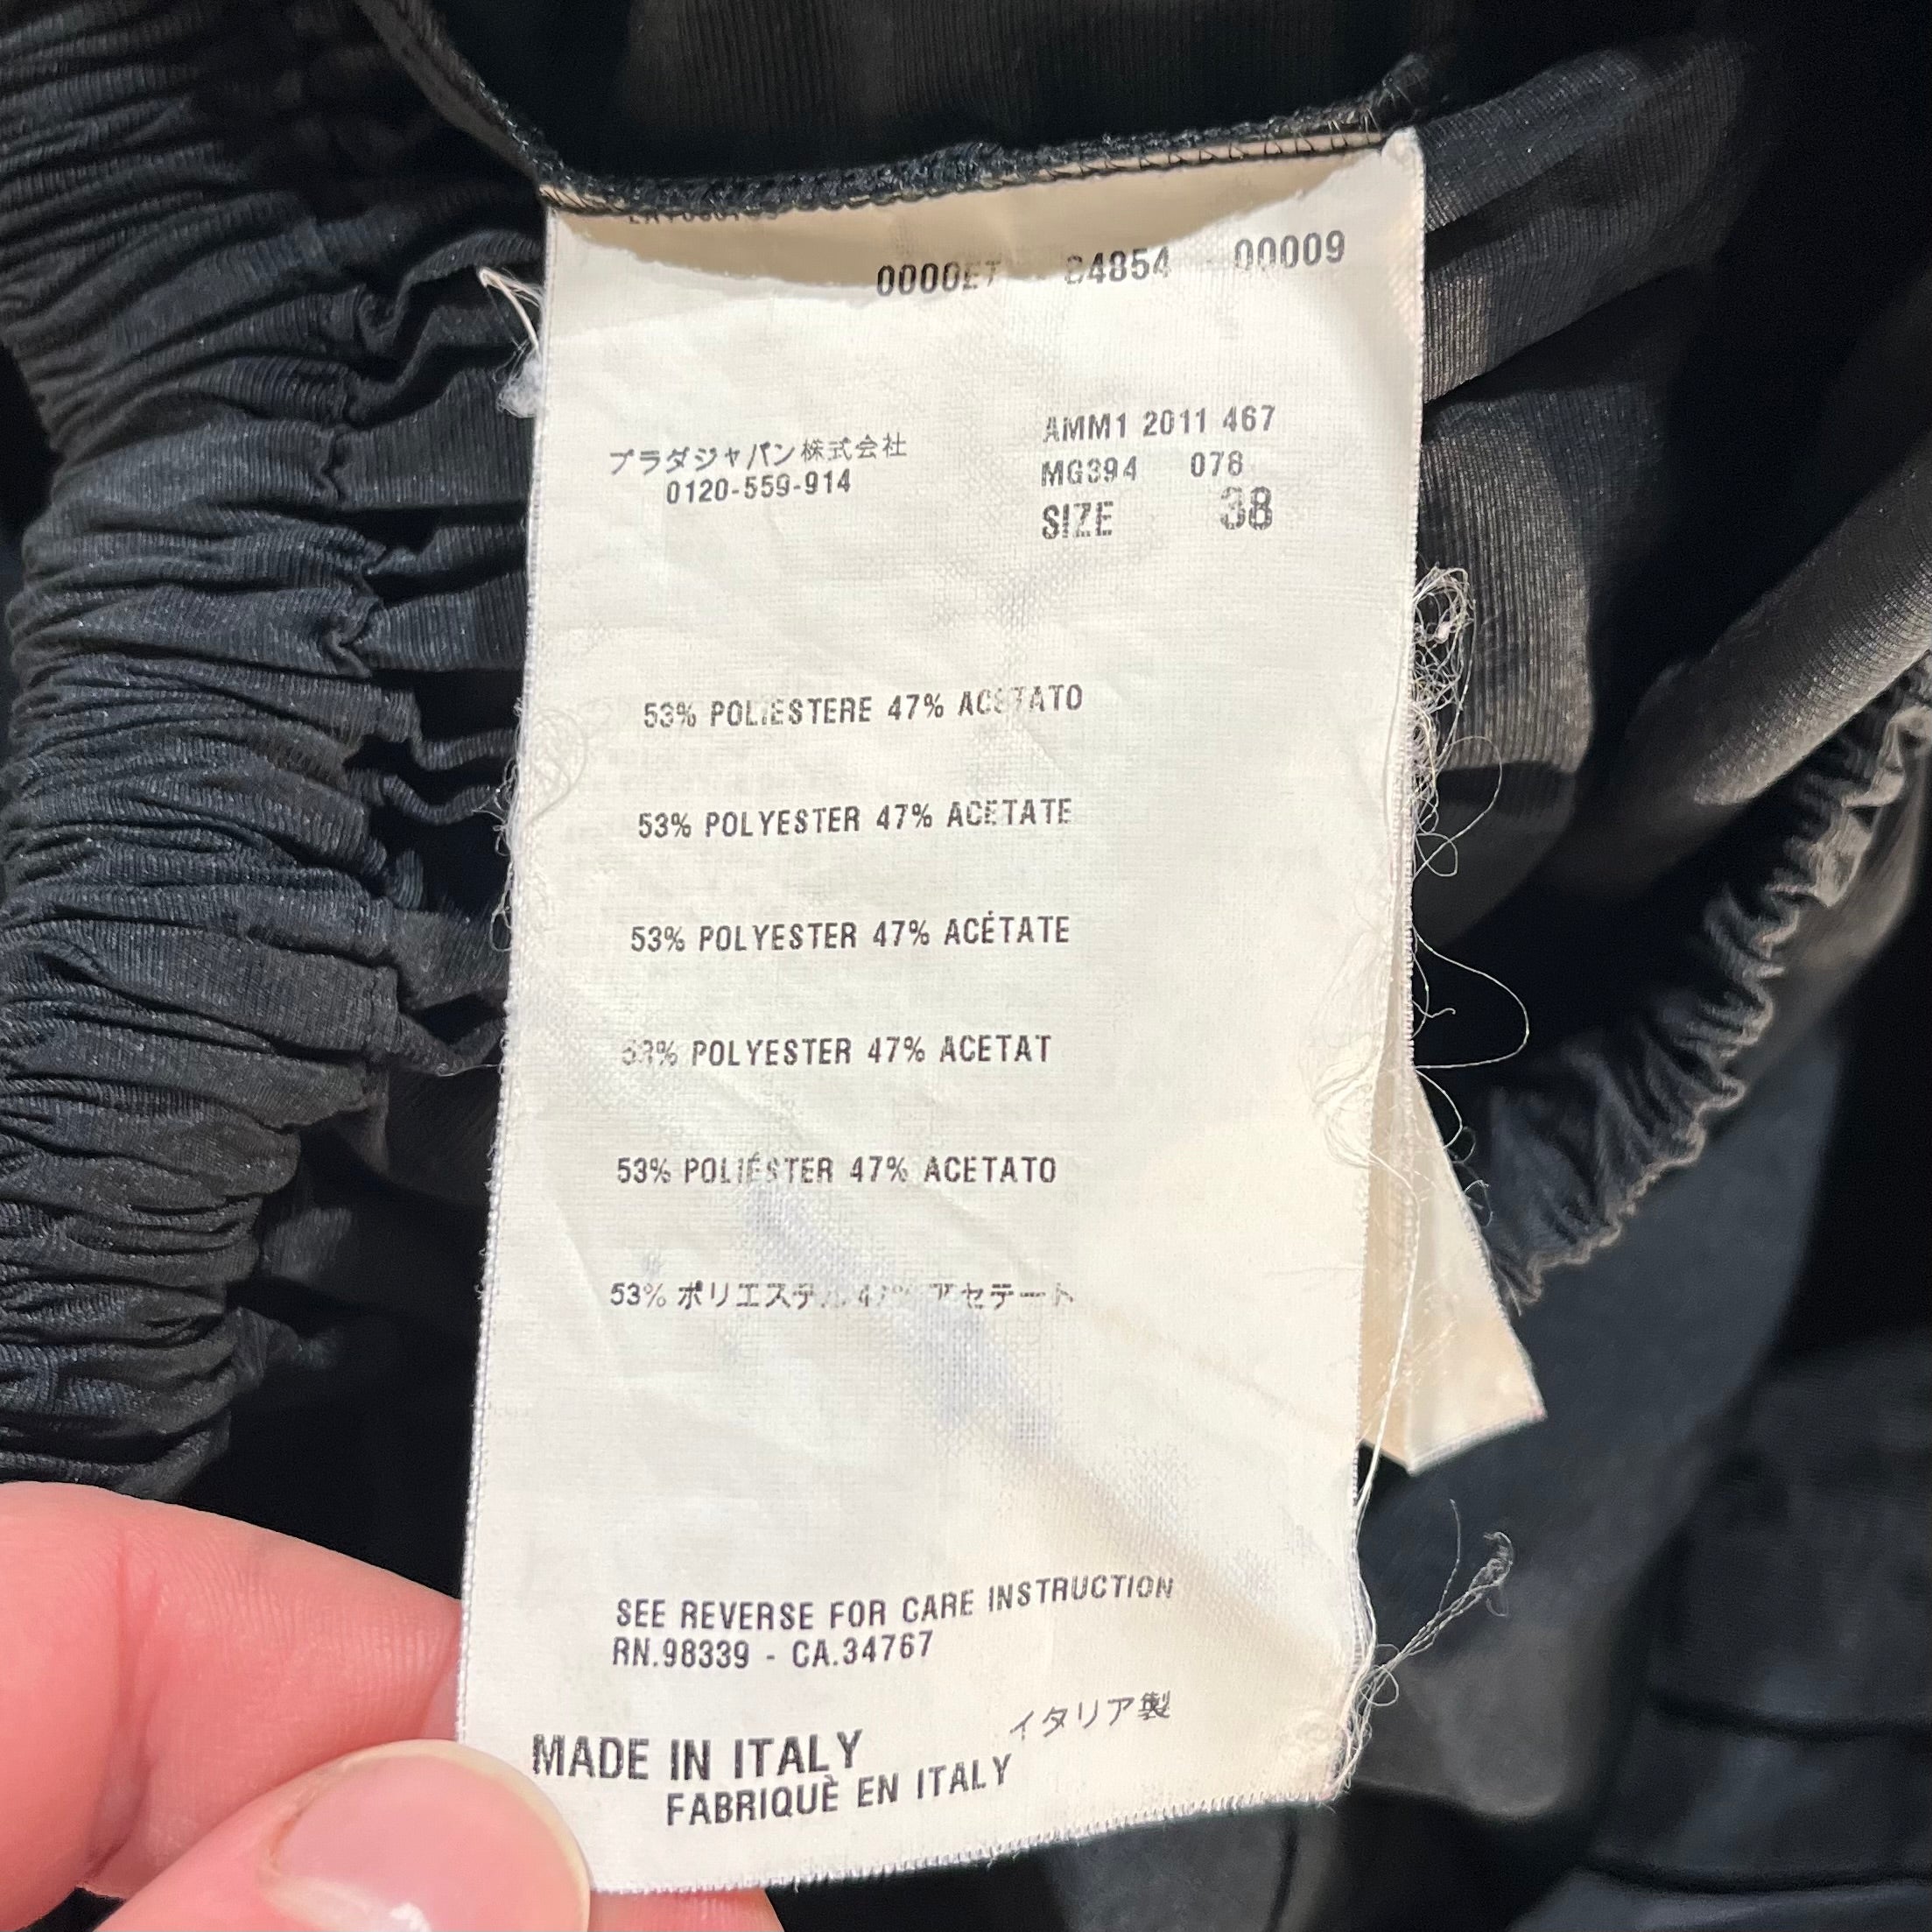 00009
プラダジャパン株式会社
0120-559-914
AMM1 2011 467
MG394 078
SIZE 38
53% POLIESTERE 47% ACETATO
53% POLYESTER 47% ACETATE
53% POLYESTER 47% ACÉTATE
53% POLYESTER 47% ACETAT
53% POLIÉSTER 47% ACETATO
53% ポリエステル 47% アセテート
SEE REVERSE FOR CARE INSTRUCTION
RN.98339 - CA.34767
イタリア製
MADE IN ITALY
FABRIQUÈ EN ITALY